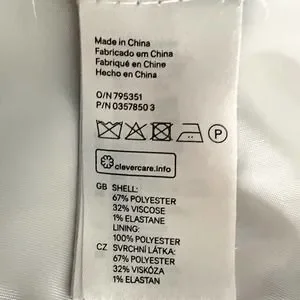 Made in China
Fabricado em China
Fabriqué en Chine
Hecho en China
O/N 795351
P/N 0357850 3
P
clevercare.info
GB SHELL:
67% POLYESTER
32% VISCOSE
1% ELASTANE
LINING:
100% POLYESTER
CZ SVRCHNÍ LÁTKA:
67% POLYESTER
32% VISKÓZA
1% ELASTAN